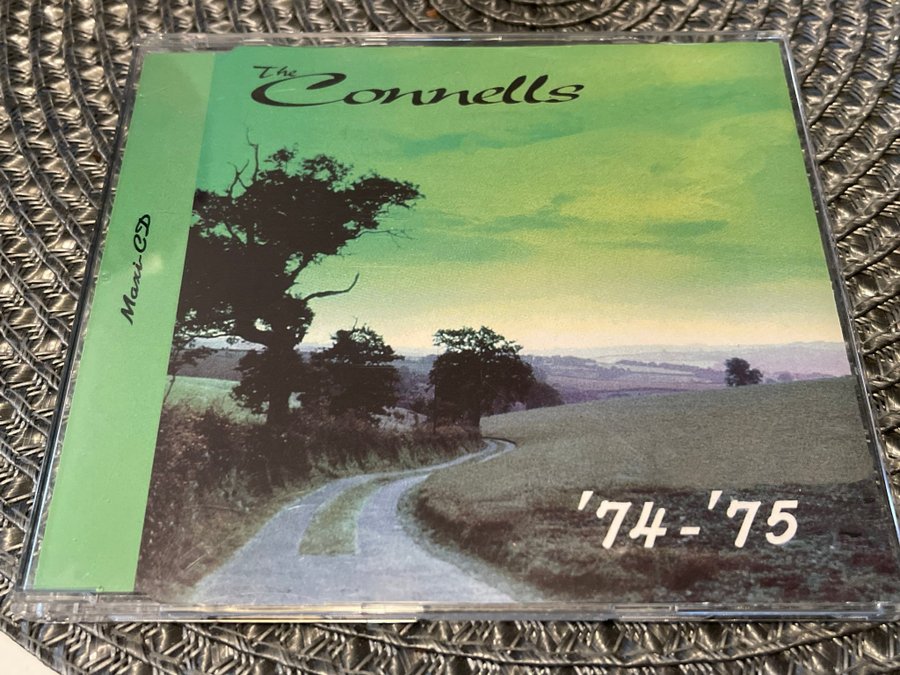 The
Connells
Maxi-CD
'74-'75